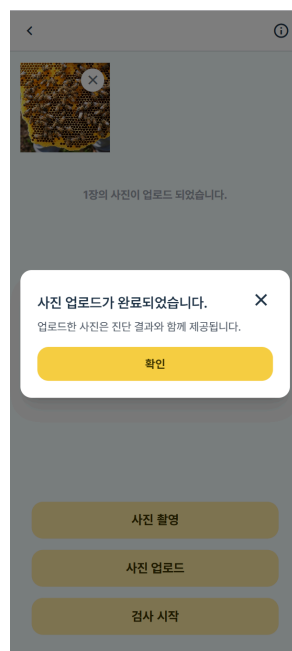 1장의 사진이 업로드 되었습니다.
사진 업로드가 완료되었습니다.
업로드한 사진은 진단 결과와 함께 제공됩니다.
확인
사진 촬영
사진 업로드
검사 시작